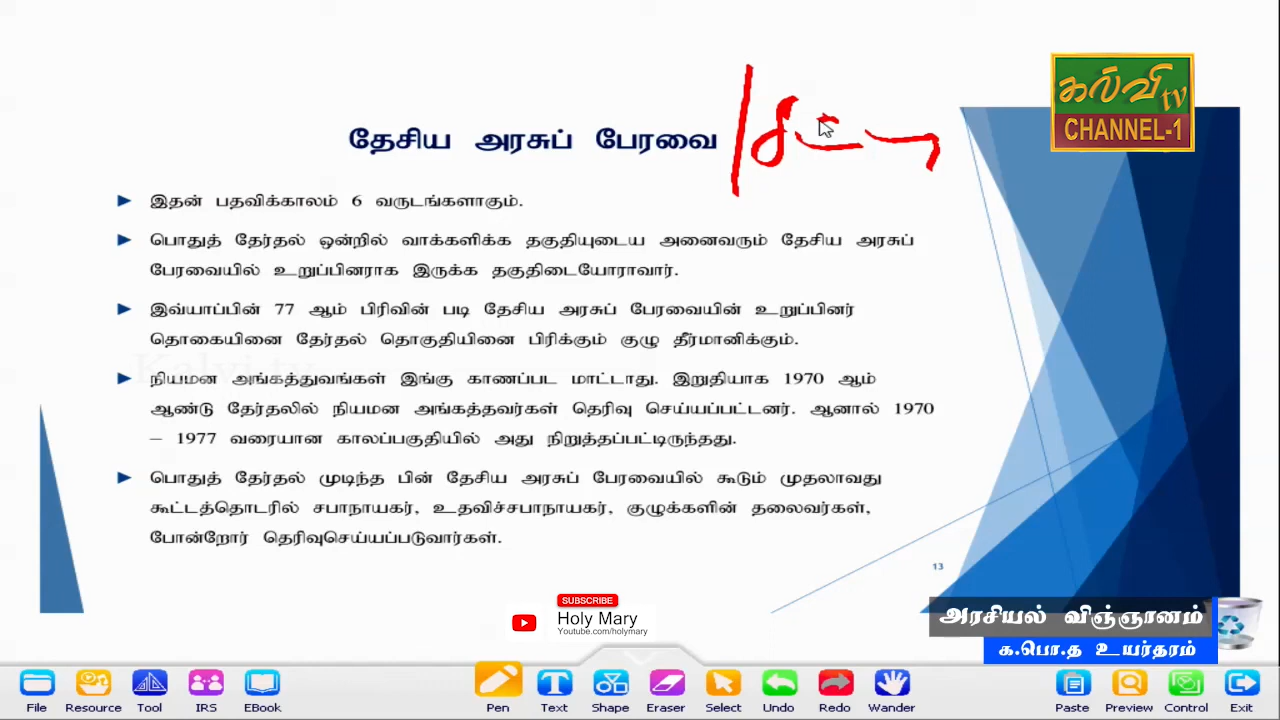 கல்வி tv
CHANNEL-1
தேசிய அரசுப் பேரவை
இதன் பதவிக்காலம் 6 வருடங்களாகும்.
பொதுத் தேர்தல் ஒன்றில் வாக்களிக்க தகுதியுடைய அனைவரும் தேசிய அரசுப்
பேரவையில் உறுப்பினராக இருக்க தகுதிடையோராவார்.
இவ்யாப்பின் 77 ஆம் பிரிவின் படி தேசிய அரசுப் பேரவையின் உறுப்பினர்
தொகையினை தேர்தல் தொகுதியினை பிரிக்கும் குழு தீர்மானிக்கும்.
Kalvi tv
நியமன அங்கத்துவங்கள் இங்கு காணப்பட மாட்டாது. இறுதியாக 1970 ஆம்
ஆண்டு தேர்தலில் நியமன அங்கத்தவர்கள் தெரிவு செய்யப்பட்டனர். ஆனால் 1970
– 1977 வரையான காலப்பகுதியில் அது நிறுத்தப்பட்டிருந்தது.
பொதுத் தேர்தல் முடிந்த பின் தேசிய அரசுப் பேரவையில் கூடும் முதலாவது
கூட்டத்தொடரில் சபாநாயகர், உதவிச்சபாநாயகர், குழுக்களின் தலைவர்கள்,
போன்றோர் தெரிவுசெய்யப்படுவார்கள்.
13
SUBSCRIBE
Holy Mary
Youtube.com/holymary
அரசியல் விஞ்ஞானம்
க.பொ.த உயர்தரம்
File Resource Tool IRS EBook Pen Text Shape Eraser Select Undo Redo Wander Paste Preview Control Exit